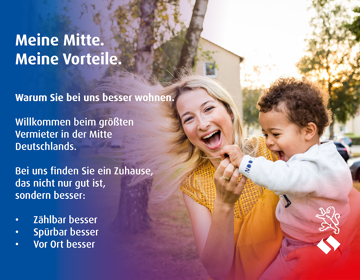 Meine Mitte.
Meine Vorteile.
Warum Sie bei uns besser wohnen.
Willkommen beim größten
Vermieter in der Mitte
Deutschlands.
Bei uns finden Sie ein Zuhause,
das nicht nur gut ist,
sondern besser:
• Zählbar besser
• Spürbar besser
• Vor Ort besser